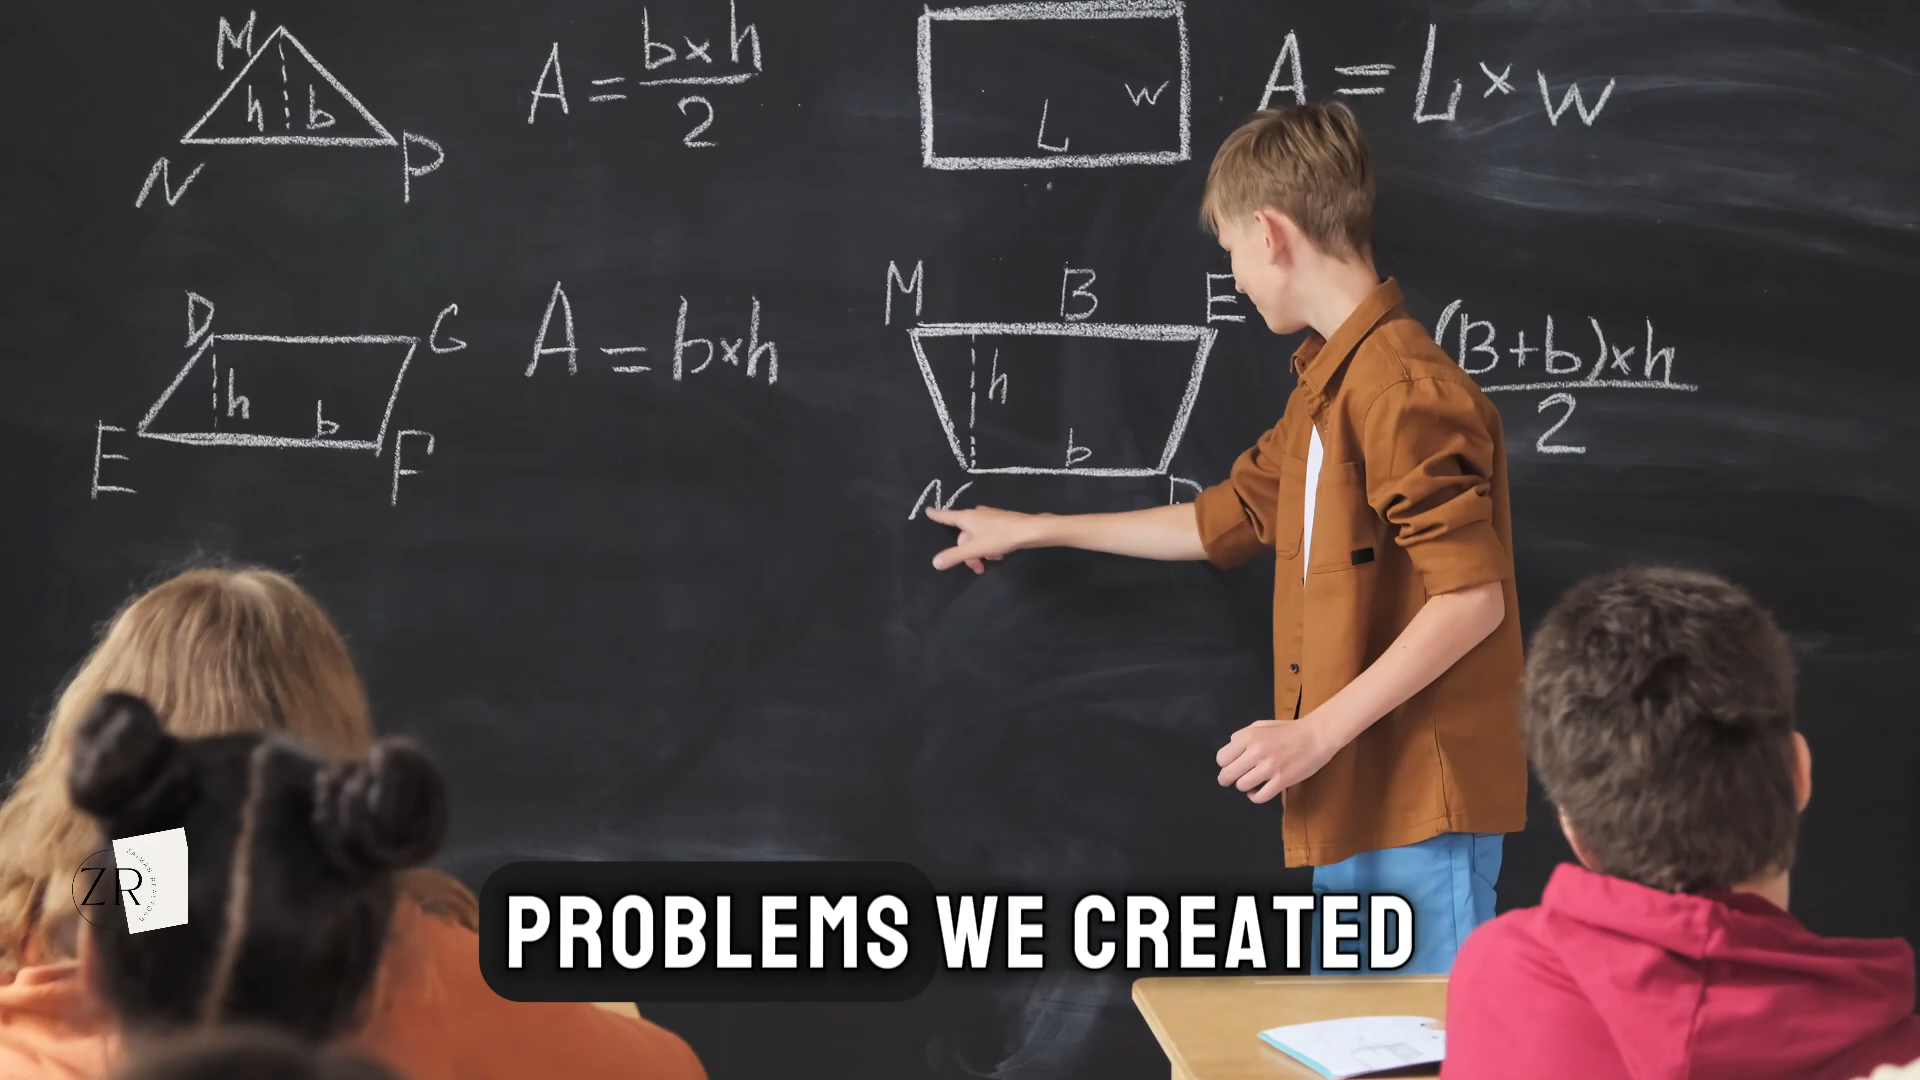 M
h b
N P
A = b×h
2
L w
A = L×w
D G
h b
E F
A = b×h
M B E
h
b
N
(B+b)×h
2
ZR
PROBLEMS WE CREATED